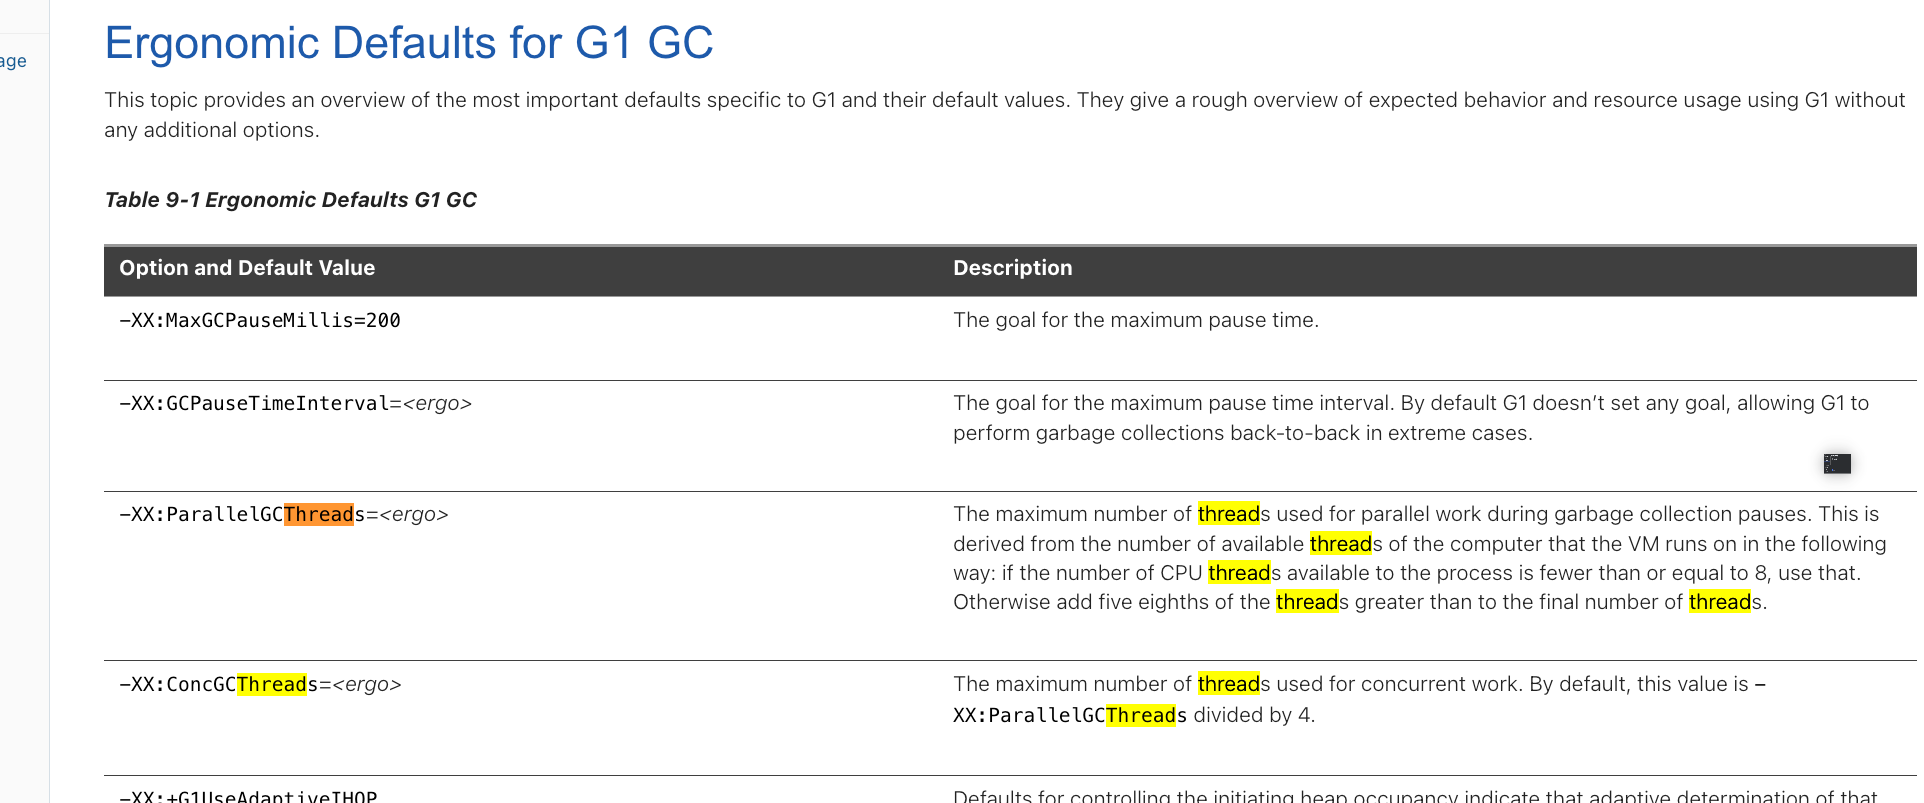 Ergonomic Defaults for G1 GC
age
This topic provides an overview of the most important defaults specific to G1 and their default values. They give a rough overview of expected behavior and resource usage using G1 without
any additional options.
Table 9-1 Ergonomic Defaults G1 GC
Option and Default Value
Description
-XX:MaxGCPauseMillis=200
The goal for the maximum pause time.
-XX:GCPauseTimeInterval=<ergo>
The goal for the maximum pause time interval. By default G1 doesn’t set any goal, allowing G1 to
perform garbage collections back-to-back in extreme cases.
-XX:ParallelGCThreads=<ergo>
The maximum number of threads used for parallel work during garbage collection pauses. This is
derived from the number of available threads of the computer that the VM runs on in the following
way: if the number of CPU threads available to the process is fewer than or equal to 8, use that.
Otherwise add five eighths of the threads greater than to the final number of threads.
-XX:ConcGCThreads=<ergo>
The maximum number of threads used for concurrent work. By default, this value is -
XX:ParallelGCThreads divided by 4.
-XX:+G1UseAdaptiveIHOP
Defaults for controlling the initiating heap occupancy indicate that adaptive determination of that